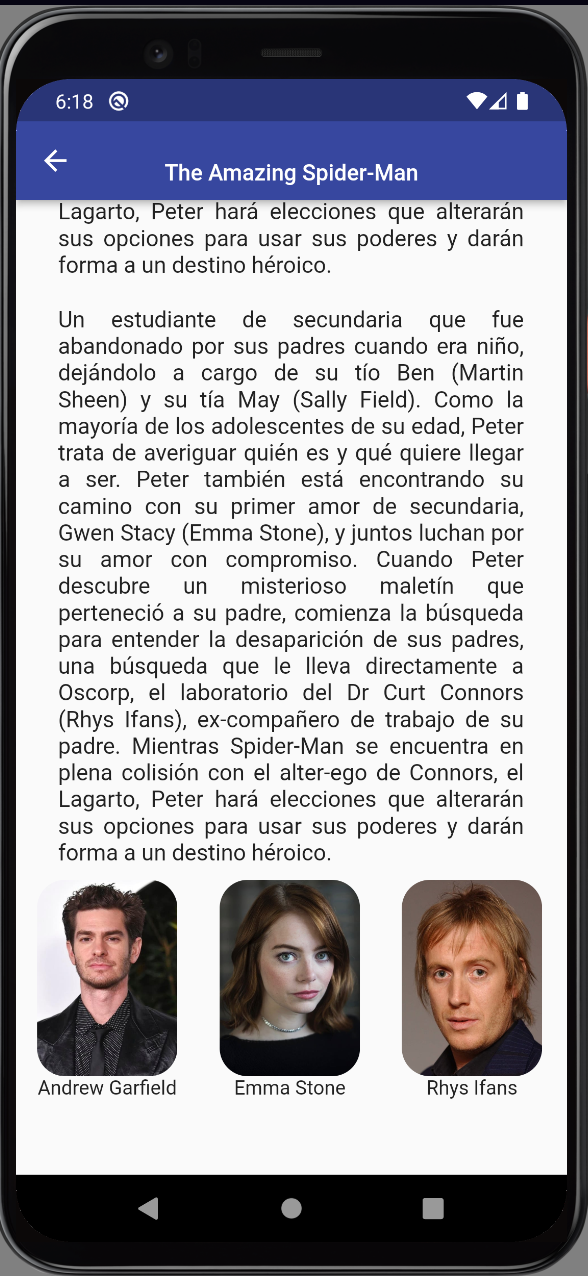 6:18
The Amazing Spider-Man
Lagarto, Peter hará elecciones que alterarán
sus opciones para usar sus poderes y darán
forma a un destino héroico.
Un estudiante de secundaria que fue
abandonado por sus padres cuando era niño,
dejándolo a cargo de su tío Ben (Martin
Sheen) y su tía May (Sally Field). Como la
mayoría de los adolescentes de su edad, Peter
trata de averiguar quién es y qué quiere llegar
a ser. Peter también está encontrando su
camino con su primer amor de secundaria,
Gwen Stacy (Emma Stone), y juntos luchan por
su amor con compromiso. Cuando Peter
descubre un misterioso maletín que
perteneció a su padre, comienza la búsqueda
para entender la desaparición de sus padres,
una búsqueda que le lleva directamente a
Oscorp, el laboratorio del Dr Curt Connors
(Rhys Ifans), ex-compañero de trabajo de su
padre. Mientras Spider-Man se encuentra en
plena colisión con el alter-ego de Connors, el
Lagarto, Peter hará elecciones que alterarán
sus opciones para usar sus poderes y darán
forma a un destino héroico.
Andrew Garfield
Emma Stone
Rhys Ifans